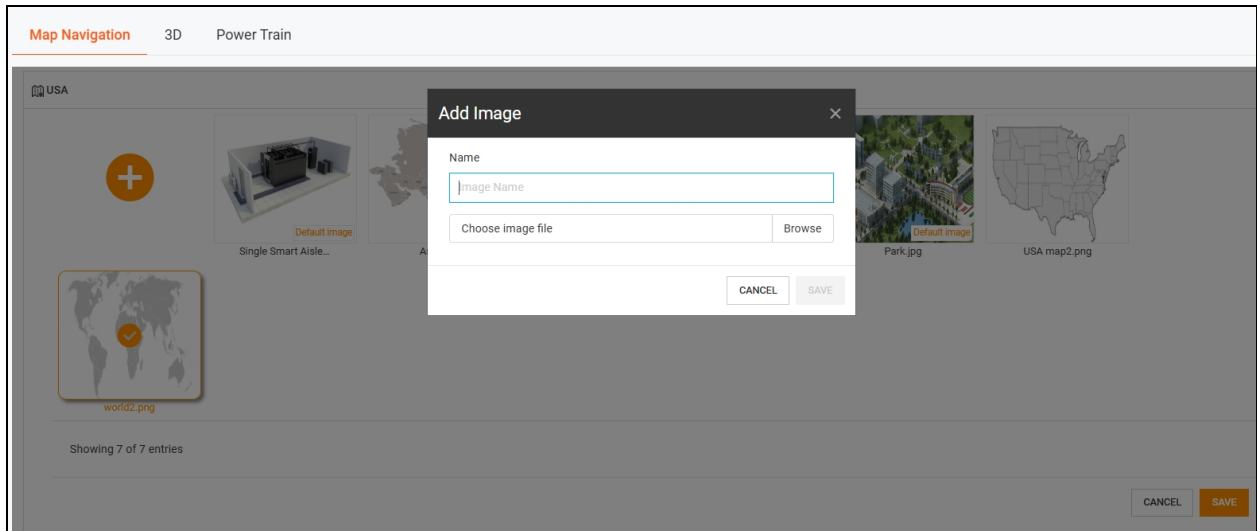 Map Navigation 3D Power Train
USA
Add Image ×
Name
Image Name
Choose image file Browse
CANCEL SAVE
Default image
Default image
Single Smart Aisle...
Park.jpg
USA map2.png
world2.png
Showing 7 of 7 entries
CANCEL SAVE